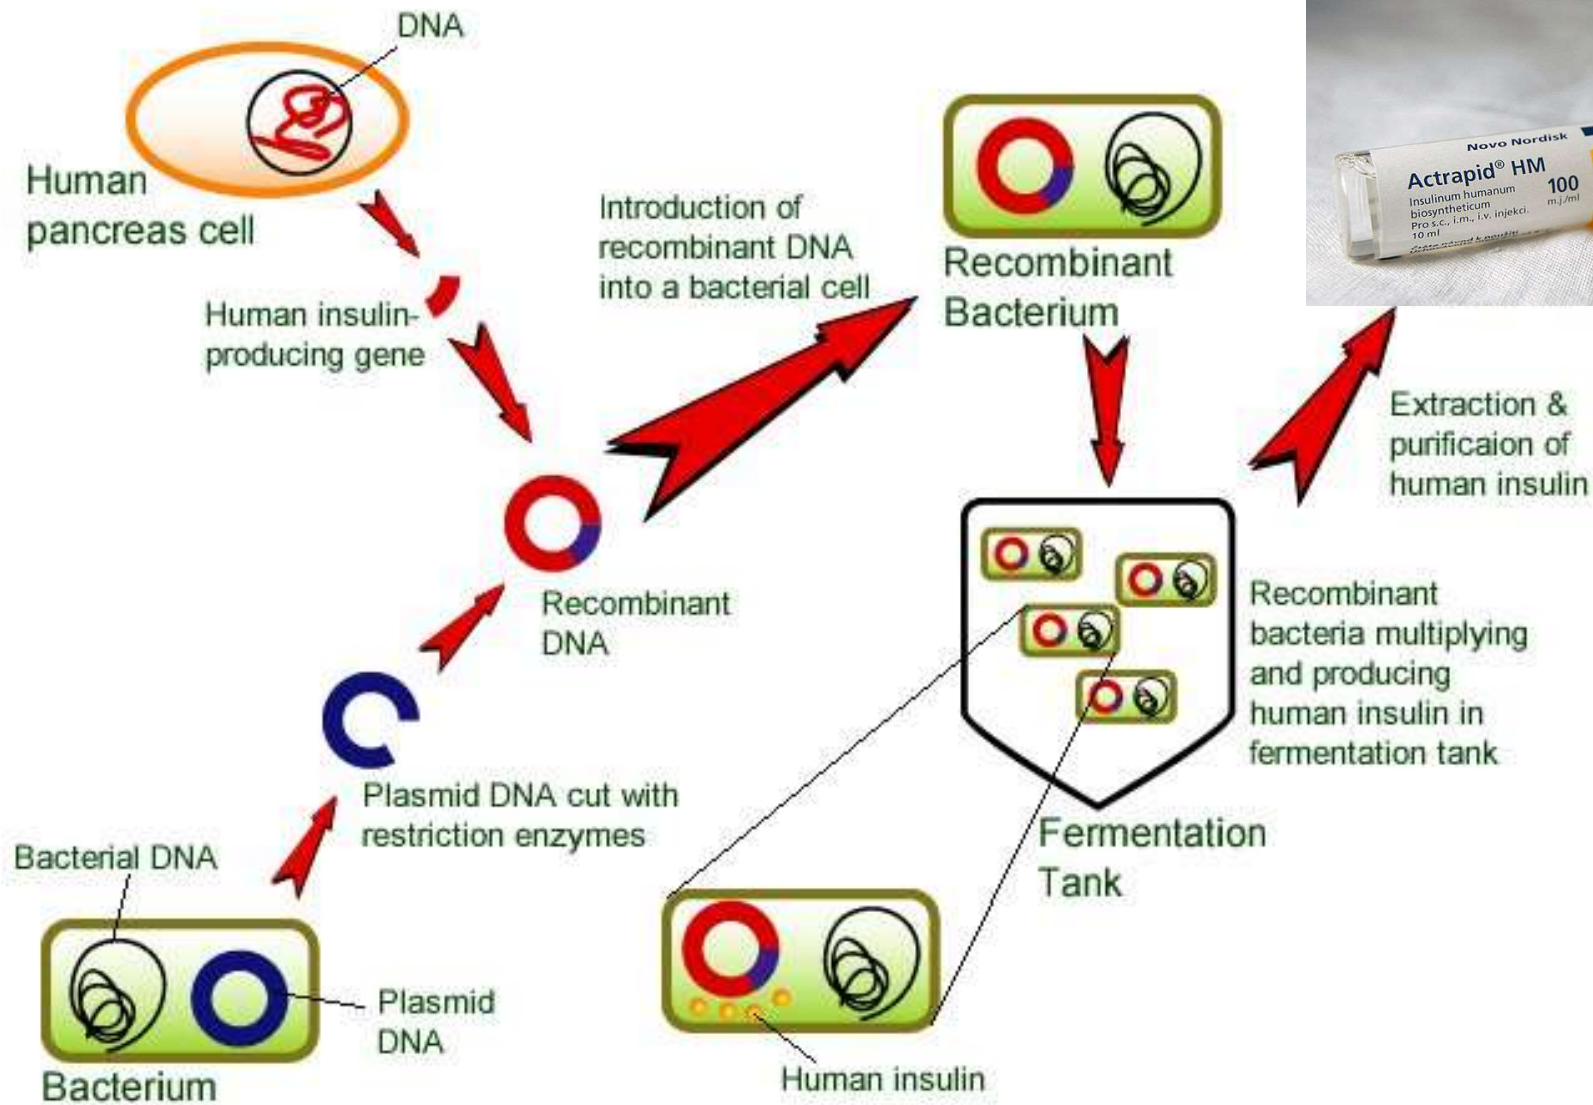 DNA
Human
pancreas cell
Human insulin-
producing gene
Introduction of
recombinant DNA
into a bacterial cell
Recombinant
Bacterium
Novo Nordisk
Actrapid® HM
Insulinum humanum
biosyntheticum
Pro s.c., i.m., i.v. injekci.
10 ml
100
m.j./ml
Extraction &
purificaion of
human insulin
Recombinant
DNA
Plasmid DNA cut with
restriction enzymes
Bacterial DNA
Plasmid
DNA
Bacterium
Recombinant
bacteria multiplying
and producing
human insulin in
fermentation tank
Fermentation
Tank
Human insulin